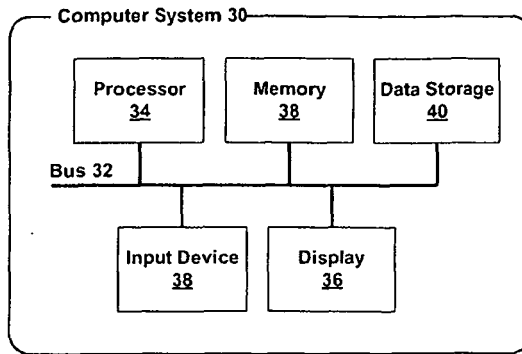 Computer System 30
Processor
34
Memory
38
Data Storage
40
Bus 32
Input Device
38
Display
36